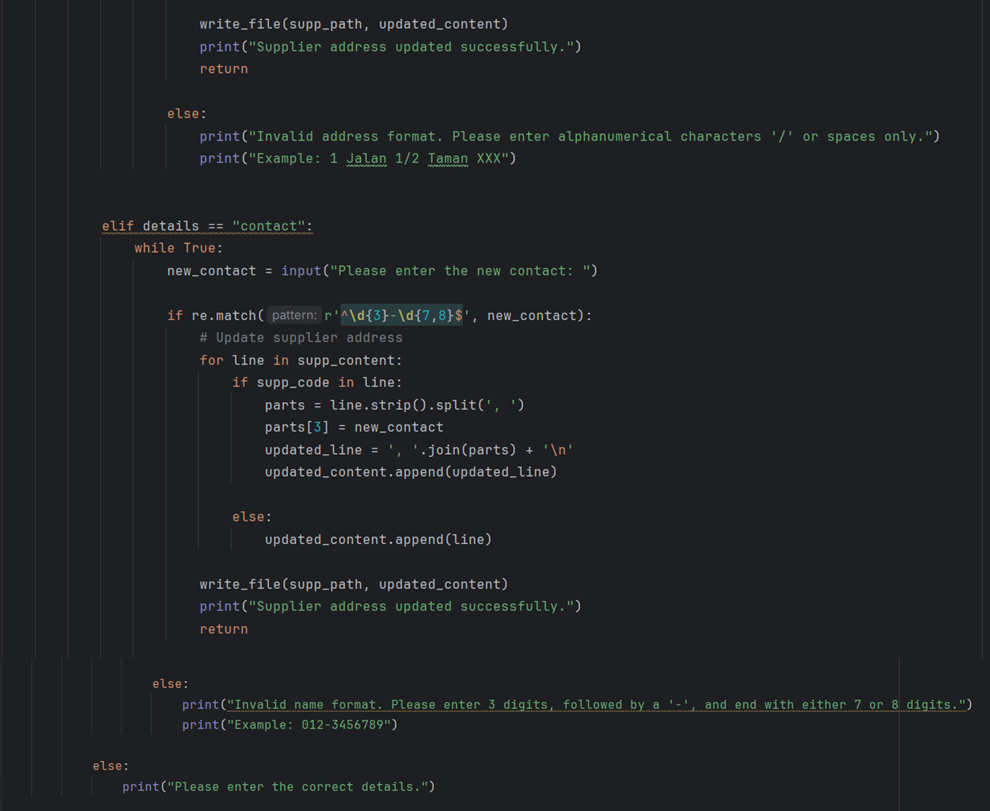 write_file(supp_path, updated_content)
print("Supplier address updated successfully.")
return
else:
print("Invalid address format. Please enter alphanumerical characters '/' or spaces only.")
print("Example: 1 Jalan 1/2 Taman XXX")
elif details == "contact":
while True:
new_contact = input("Please enter the new contact: ")
if re.match( pattern: r'^\d{3}-\d{7,8}$', new_contact):
# Update supplier address
for line in supp_content:
if supp_code in line:
parts = line.strip().split(', ')
parts[3] = new_contact
updated_line = ', '.join(parts) + '\n'
updated_content.append(updated_line)
else:
updated_content.append(line)
write_file(supp_path, updated_content)
print("Supplier address updated successfully.")
return
else:
print("Invalid name format. Please enter 3 digits, followed by a '-', and end with either 7 or 8 digits.")
print("Example: 012-3456789")
else:
print("Please enter the correct details.")